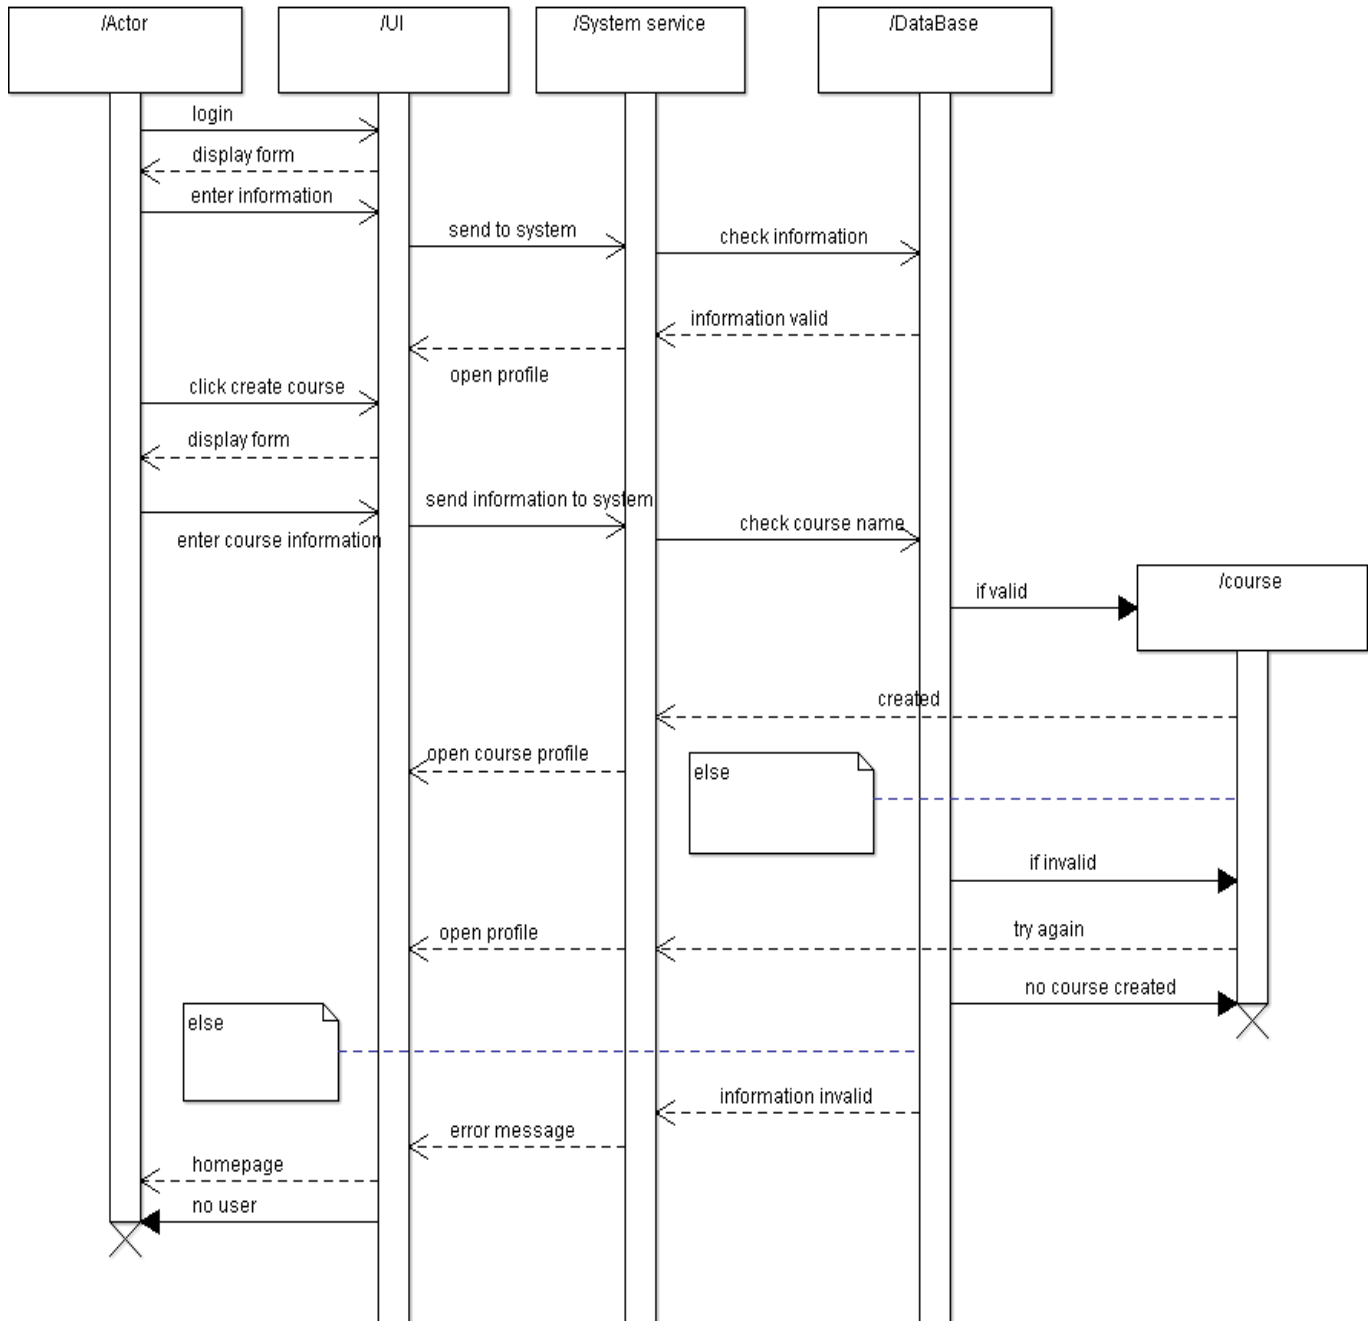 /Actor
/UI
/System service
/DataBase
login
display form
enter information
send to system
check information
information valid
open profile
click create course
display form
send information to system
check course name
enter course information
/course
if valid
created
open course profile
else
if invalid
try again
open profile
no course created
else
information invalid
error message
homepage
no user